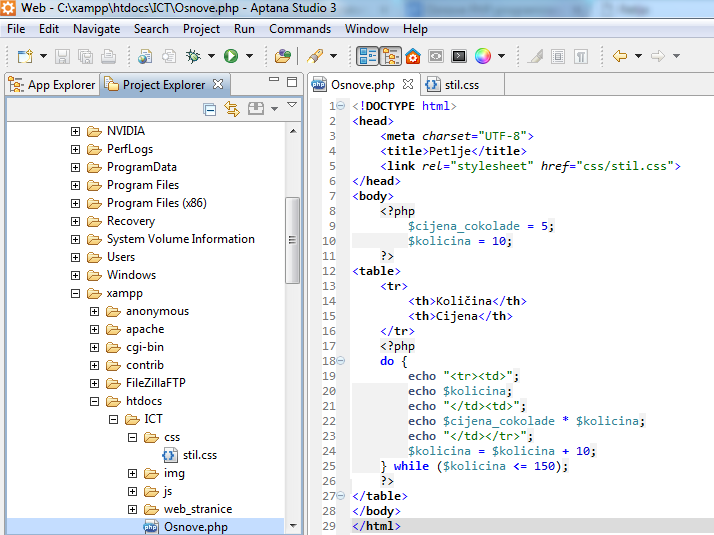 Web - C:\xampp\htdocs\ICT\Osnove.php - Aptana Studio 3
File Edit Navigate Search Project Run Commands Window Help
App Explorer Project Explorer
NVIDIA
PerfLogs
ProgramData
Program Files
Program Files (x86)
Recovery
System Volume Information
Users
Windows
xampp
anonymous
apache
cgi-bin
contrib
FileZillaFTP
htdocs
ICT
css
stil.css
img
js
web_stranice
Osnove.php
Osnove.php stil.css
1 <!DOCTYPE html>
2 <head>
3 <meta charset="UTF-8">
4 <title>Petlje</title>
5 <link rel="stylesheet" href="css/stil.css">
6 </head>
7 <body>
8 <?php
9 $cijena_cokolade = 5;
10 $kolicina = 10;
11 ?>
12 <table>
13 <tr>
14 <th>Količina</th>
15 <th>Cijena</th>
16 </tr>
17 <?php
18 do {
19 echo "<tr><td>";
20 echo $kolicina;
21 echo "</td><td>";
22 echo $cijena_cokolade * $kolicina;
23 echo "</td></tr>";
24 $kolicina = $kolicina + 10;
25 } while ($kolicina <= 150);
26 ?>
27 </table>
28 </body>
29 </html>